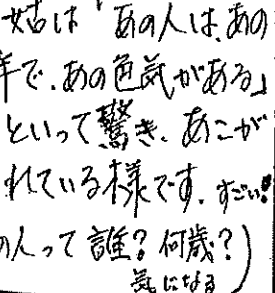 姑は「あの人は、あの
年で、あの色気がある」
といって驚き、あこが
れている様です。すごい!
の人って誰?何歳?)
気になる